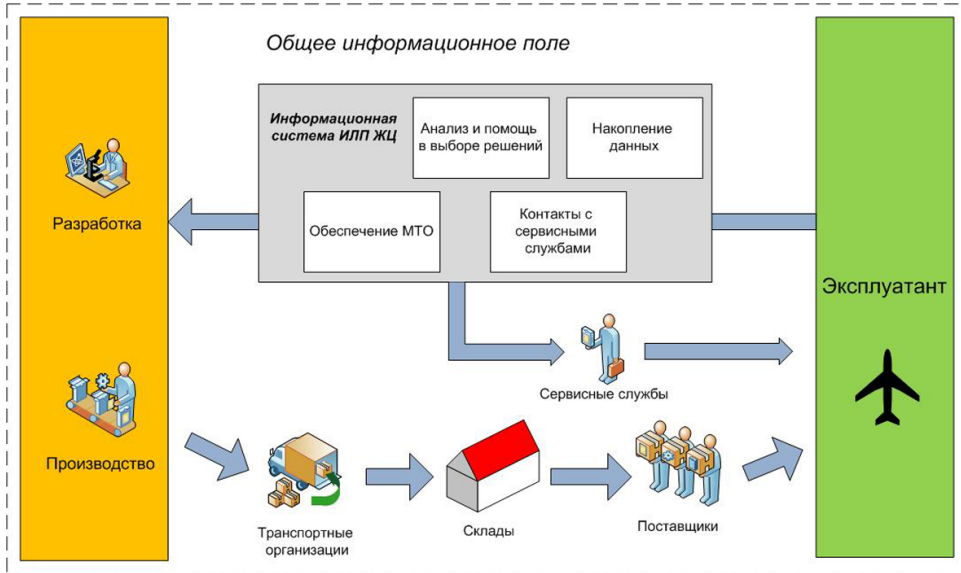 Общее информационное поле
Информационная
система ИЛП ЖЦ
Анализ и помощь
в выборе решений
Накопление
данных
Разработка
Обеспечение МТО
Контакты с
сервисными
службами
Эксплуатант
Сервисные службы
Производство
Транспортные
организации
Склады
Поставщики